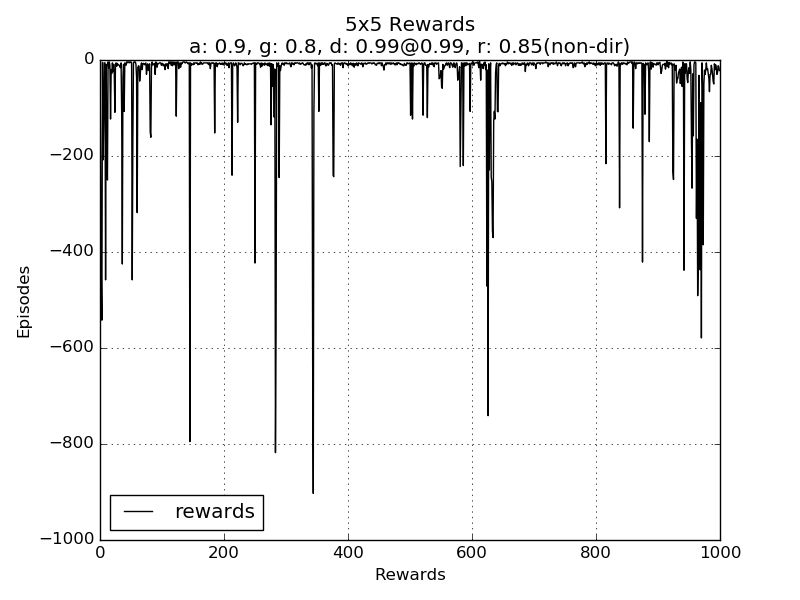 5x5 Rewards
a: 0.9, g: 0.8, d: 0.99@0.99, r: 0.85(non-dir)
0
−200
−400
−600
−800
−1000
Episodes
rewards
0 200 400 600 800 1000
Rewards